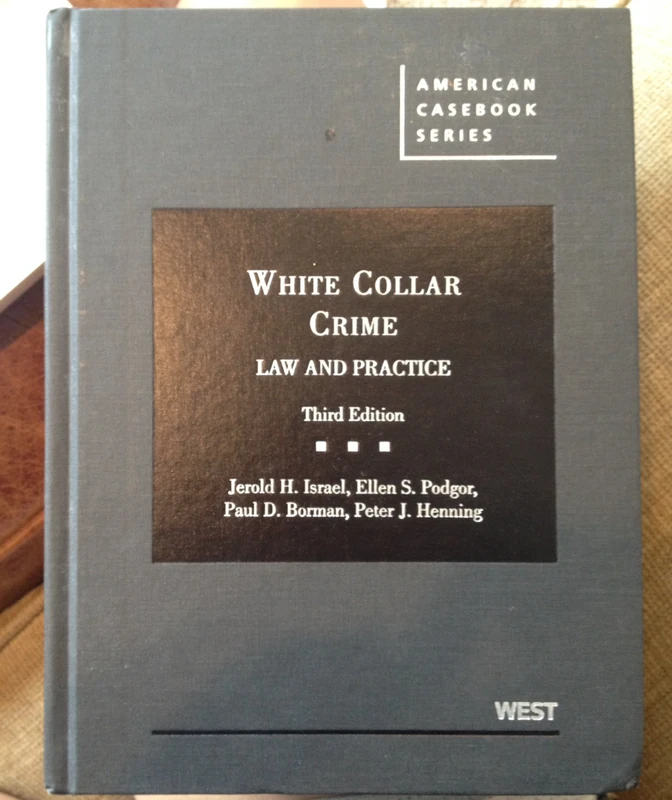 AMERICAN
CASEBOOK
SERIES
WHITE COLLAR
CRIME
LAW AND PRACTICE
Third Edition
Jerold H. Israel, Ellen S. Podgor,
Paul D. Borman, Peter J. Henning
WEST